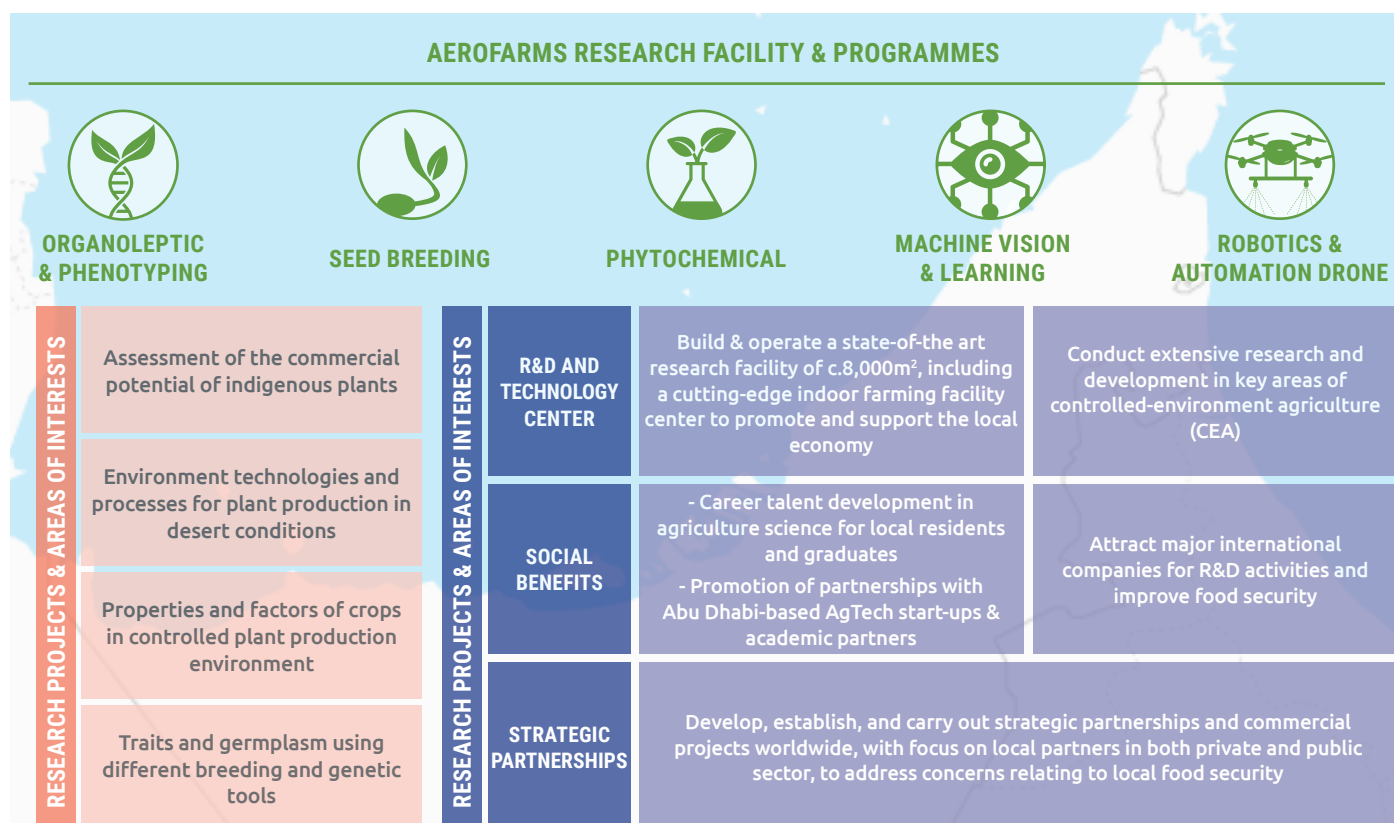 AEROFARMS RESEARCH FACILITY & PROGRAMMES
ORGANOLEPTIC
& PHENOTYPING
SEED BREEDING
PHYTOCHEMICAL
MACHINE VISION
& LEARNING
ROBOTICS &
AUTOMATION DRONE
RESEARCH PROJECTS & AREAS OF INTERESTS
Assessment of the commercial
potential of indigenous plants
Environment technologies and
processes for plant production in
desert conditions
Properties and factors of crops
in controlled plant production
environment
Traits and germplasm using
different breeding and genetic
tools
RESEARCH PROJECTS & AREAS OF INTERESTS
R&D AND
TECHNOLOGY
CENTER
Build & operate a state-of-the art
research facility of c.8,000m², including
a cutting-edge indoor farming facility
center to promote and support the local
economy
Conduct extensive research and
development in key areas of
controlled-environment agriculture
(CEA)
SOCIAL
BENEFITS
- Career talent development in
agriculture science for local residents
and graduates
- Promotion of partnerships with
Abu Dhabi-based AgTech start-ups &
academic partners
Attract major international
companies for R&D activities and
improve food security
STRATEGIC
PARTNERSHIPS
Develop, establish, and carry out strategic partnerships and commercial
projects worldwide, with focus on local partners in both private and public
sector, to address concerns relating to local food security